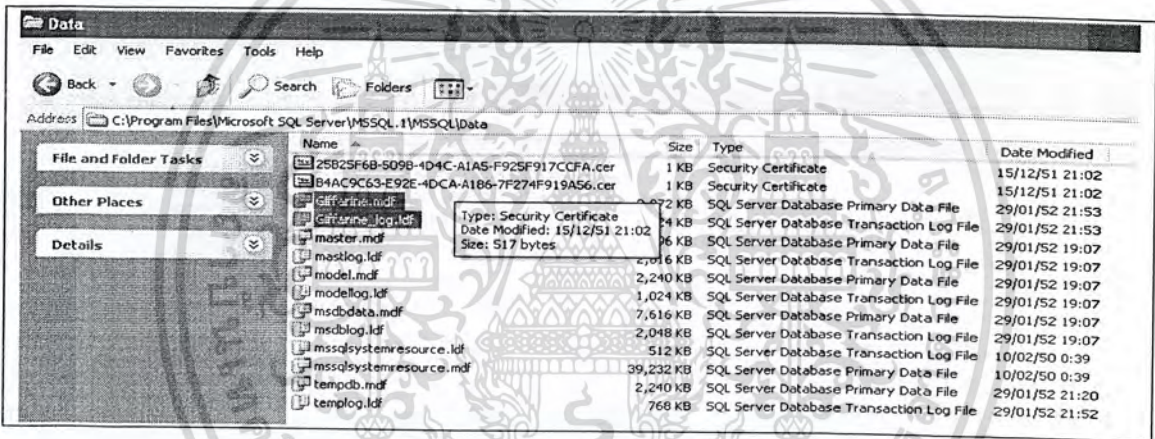 Data
File Edit View Favorites Tools Help
Back Search Folders
Address C:\Program Files\Microsoft SQL Server\MSSQL.1\MSSQL\Data
File and Folder Tasks
Other Places
Details
Name Size Type Date Modified
25B25F6B-509B-4D4C-A1A5-F925F917CCFA.cer 1 KB Security Certificate 15/12/51 21:02
B4AC9C63-E92E-4DCA-A186-7F274F919A56.cer 1 KB Security Certificate 15/12/51 21:02
Giffarine.mdf 072 KB SQL Server Database Primary Data File 29/01/52 21:53
Giffarine_log.ldf 24 KB SQL Server Database Transaction Log File 29/01/52 21:53
master.mdf 96 KB SQL Server Database Primary Data File 29/01/52 19:07
mastlog.ldf 2,816 KB SQL Server Database Transaction Log File 29/01/52 19:07
model.mdf 2,240 KB SQL Server Database Primary Data File 29/01/52 19:07
modellog.ldf 1,024 KB SQL Server Database Transaction Log File 29/01/52 19:07
msdbdata.mdf 7,616 KB SQL Server Database Primary Data File 29/01/52 19:07
msdblog.ldf 2,048 KB SQL Server Database Transaction Log File 29/01/52 19:07
mssqlsystemresource.ldf 512 KB SQL Server Database Transaction Log File 10/02/50 0:39
mssqlsystemresource.mdf 39,232 KB SQL Server Database Primary Data File 10/02/50 0:39
tempdb.mdf 2,240 KB SQL Server Database Primary Data File 29/01/52 21:20
templog.ldf 768 KB SQL Server Database Transaction Log File 29/01/52 21:52
Type: Security Certificate
Date Modified: 15/12/51 21:02
Size: 517 bytes